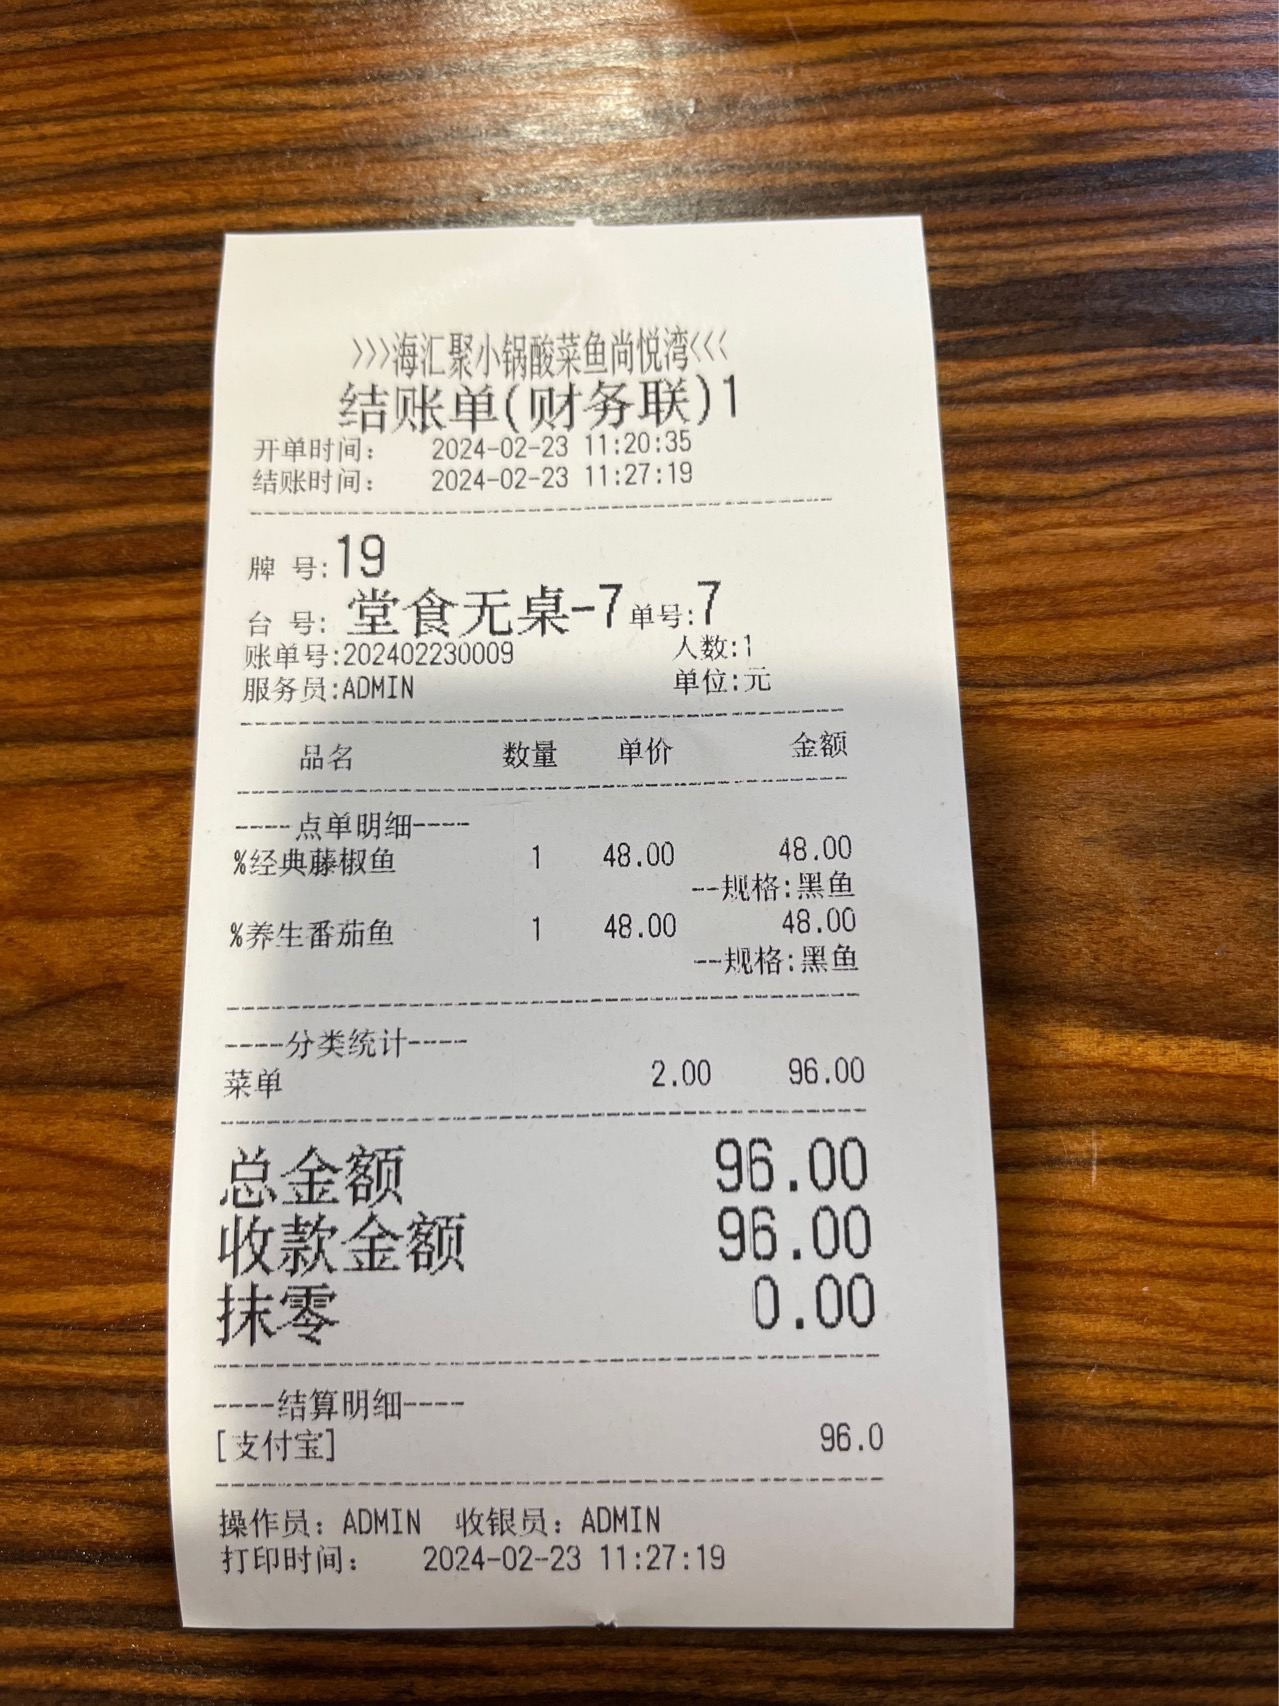 >>>海汇聚小锅酸菜鱼尚悦湾<<<
结账单(财务联)1
开单时间: 2024-02-23 11:20:35
结账时间: 2024-02-23 11:27:19
牌 号:19
台 号: 堂食无桌-7 单号:7
账单号:202402230009 人数:1
服务员:ADMIN 单位:元
品名 数量 单价 金额
----点单明细----
%经典藤椒鱼 1 48.00 48.00
--规格:黑鱼
%养生番茄鱼 1 48.00 48.00
--规格:黑鱼
----分类统计----
菜单 2.00 96.00
总金额 96.00
收款金额 96.00
抹零 0.00
----结算明细----
[支付宝] 96.0
操作员: ADMIN 收银员: ADMIN
打印时间: 2024-02-23 11:27:19